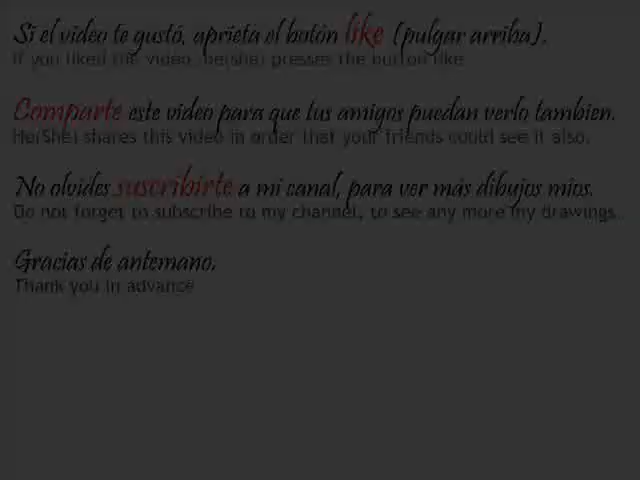 Si el video te gustó, aprieta el botón like (pulgar arriba).
If you liked the video, he(she) presses the button like
Comparte este video para que tus amigos puedan verlo tambien.
He(She) shares this video in order that your friends could see it also.
No olvides suscribirte a mi canal, para ver más dibujos mios.
Do not forget to subscribe to my channel, to see any more my drawings.
Gracias de antemano.
Thank you in advance